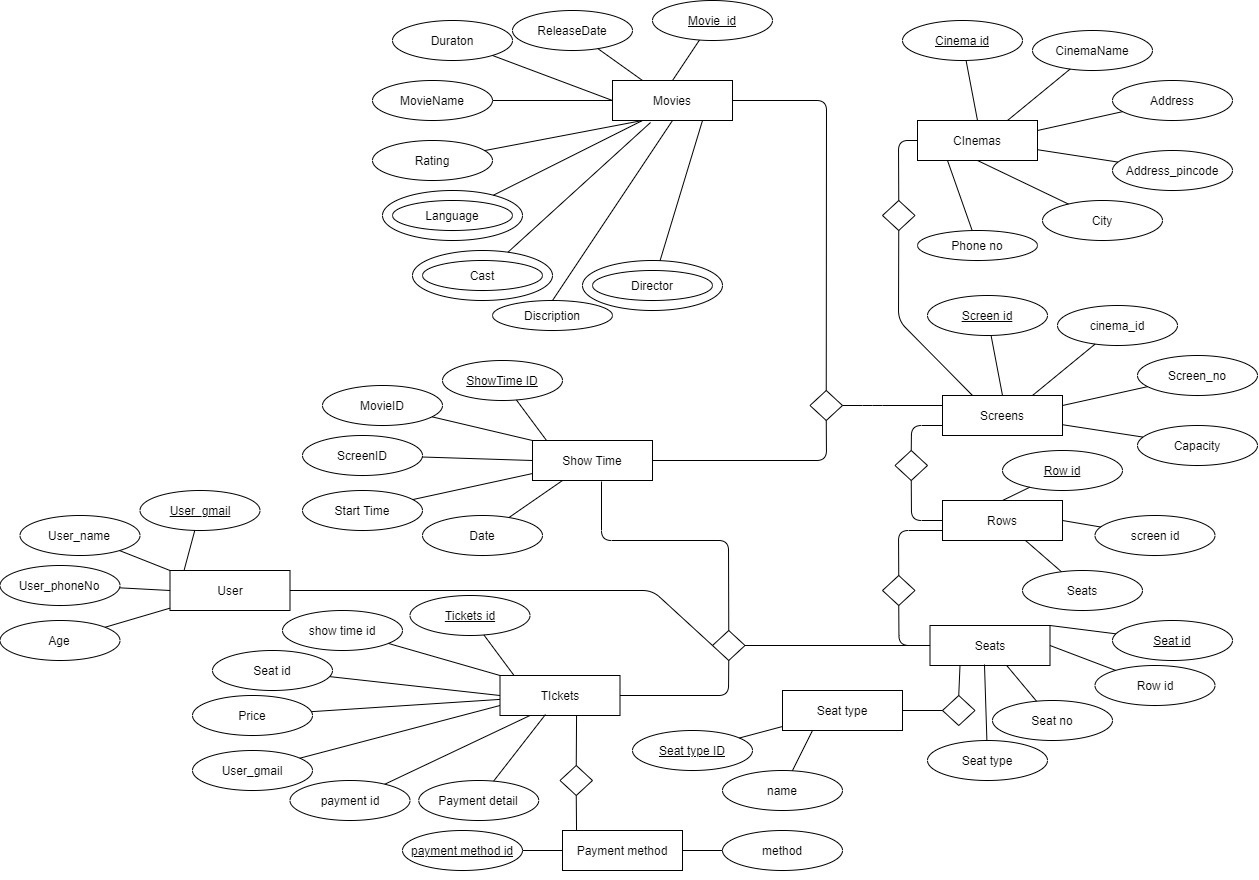 Movie_id
ReleaseDate
Duraton
MovieName
Movies
Rating
Language
Cast
Director
Discription
Cinema id
CinemaName
Address
CInemas
Address_pincode
City
Phone no
Screen id
cinema_id
Screen_no
Screens
Capacity
ShowTime ID
MovieID
ScreenID
Show Time
Start Time
Date
Row id
Rows
screen id
Seats
User_gmail
User_name
User_phoneNo
User
Age
Tickets id
show time id
Seat id
TIckets
Price
User_gmail
payment id
Payment detail
Seats
Seat id
Row id
Seat no
Seat type
Seat type
Seat type ID
name
payment method id
Payment method
method